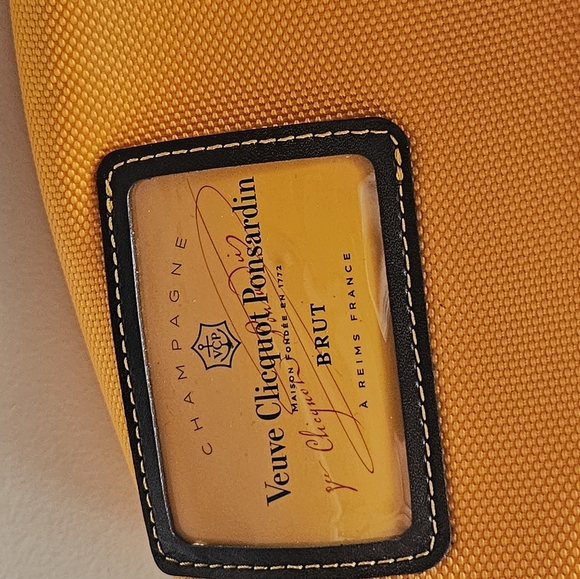 CHAMPAGNE
VCP
Veuve Clicquot Ponsardin
MAISON FONDÉE EN 1772
BRUT
À REIMS FRANCE